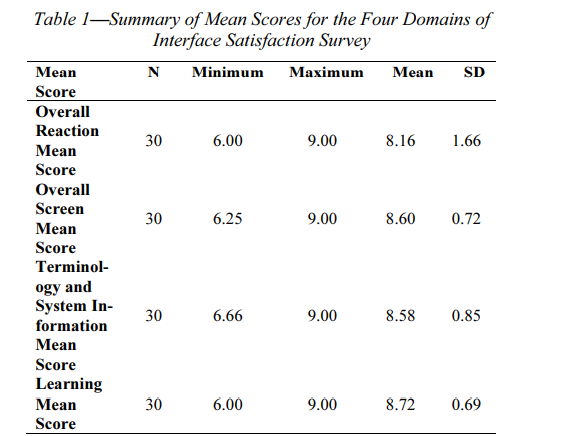 Table 1—Summary of Mean Scores for the Four Domains of
Interface Satisfaction Survey
Mean N Minimum Maximum Mean SD
Score
Overall
Reaction
Mean 30 6.00 9.00 8.16 1.66
Score
Overall
Screen
Mean 30 6.25 9.00 8.60 0.72
Score
Terminol-
ogy and
System In-
formation 30 6.66 9.00 8.58 0.85
Mean
Score
Learning
Mean 30 6.00 9.00 8.72 0.69
Score